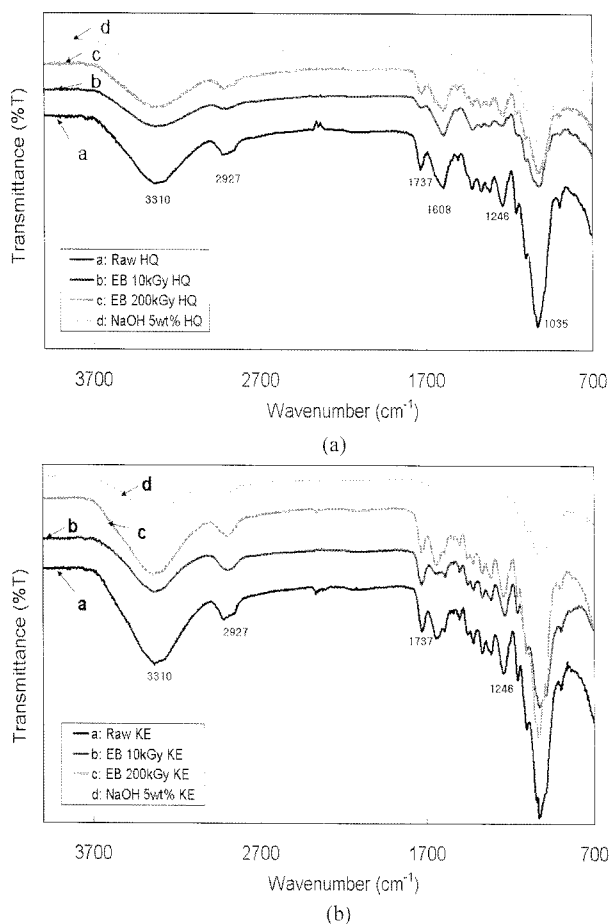 d
c
b
a
3310
2927
1737
1608
1246
1035
Transmittance (%T)
a: Raw HQ
b: EB 10kGy HQ
c: EB 200kGy HQ
d: NaOH 5wt% HQ
3700 2700 1700 700
Wavenumber (cm⁻¹)
(a)
d
b
c
a
3310
2927
1737
1246
Transmittance (%T)
a: Raw KE
b: EB 10kGy KE
c: EB 200kGy KE
d: NaOH 5wt% KE
3700 2700 1700 700
Wavenumber (cm⁻¹)
(b)